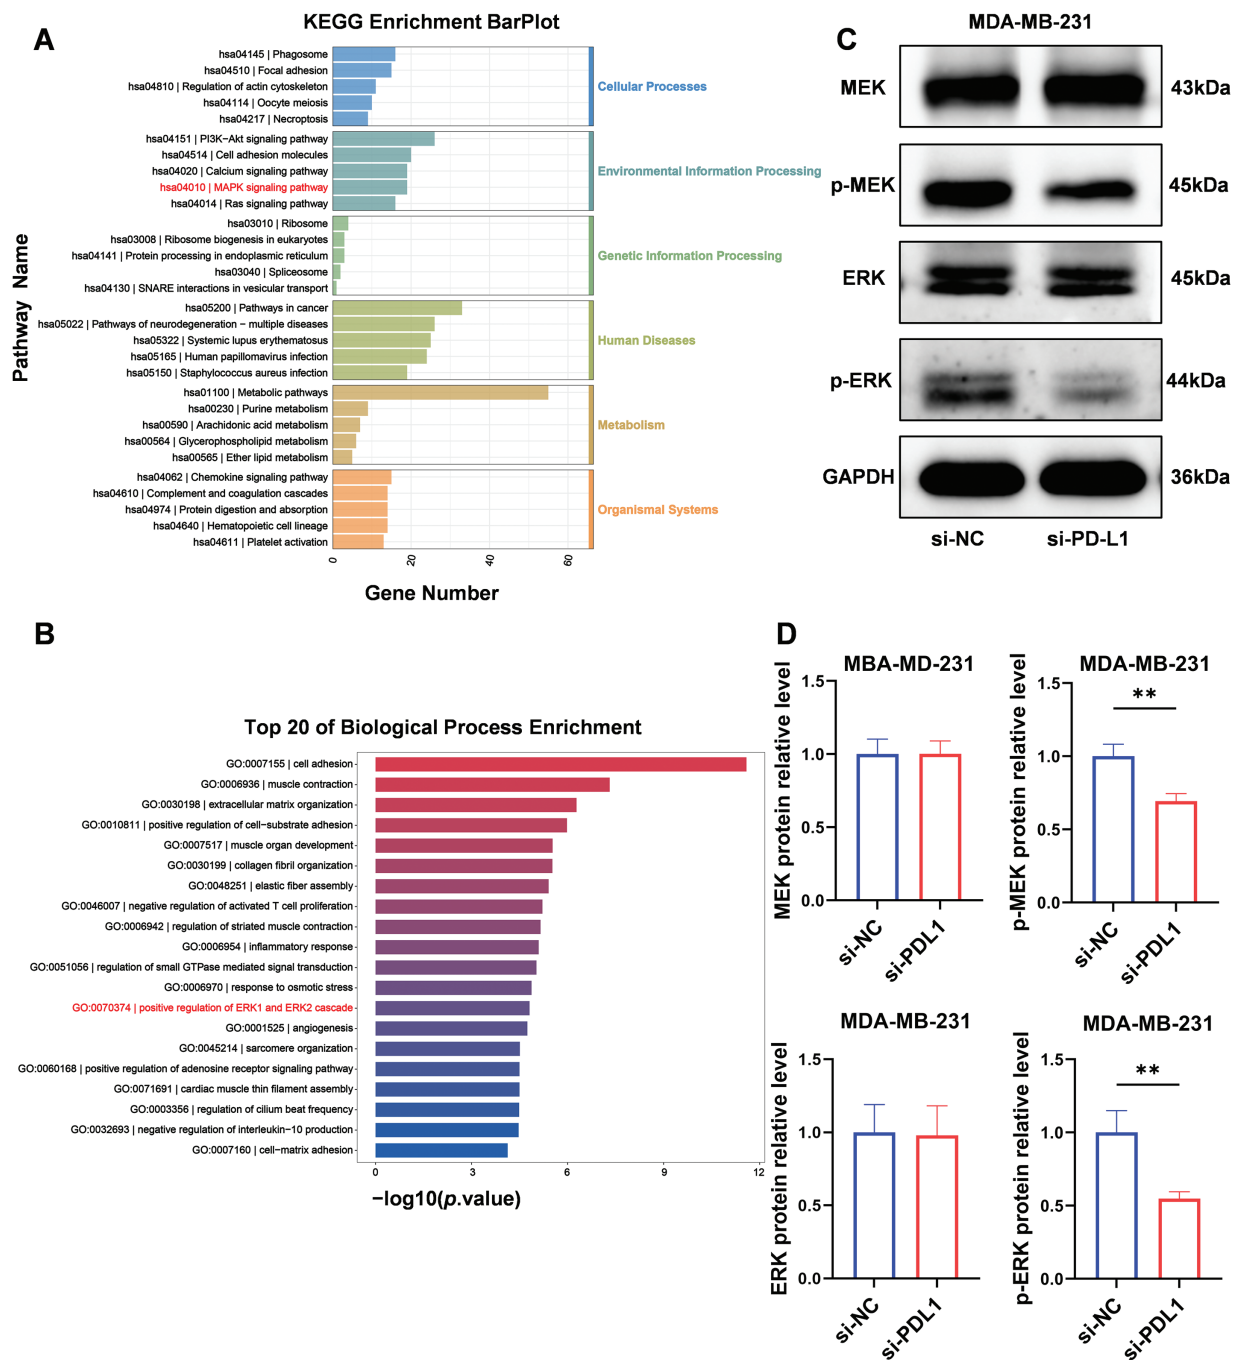 A
KEGG Enrichment BarPlot
Pathway Name
hsa04145 | Phagosome
hsa04510 | Focal adhesion
hsa04810 | Regulation of actin cytoskeleton
hsa04114 | Oocyte meiosis
hsa04217 | Necroptosis
Cellular Processes
hsa04151 | PI3K−Akt signaling pathway
hsa04514 | Cell adhesion molecules
hsa04020 | Calcium signaling pathway
hsa04010 | MAPK signaling pathway
hsa04014 | Ras signaling pathway
Environmental Information Processing
hsa03010 | Ribosome
hsa03008 | Ribosome biogenesis in eukaryotes
hsa04141 | Protein processing in endoplasmic reticulum
hsa03040 | Spliceosome
hsa04130 | SNARE interactions in vesicular transport
Genetic Information Processing
hsa05200 | Pathways in cancer
hsa05022 | Pathways of neurodegeneration − multiple diseases
hsa05322 | Systemic lupus erythematosus
hsa05165 | Human papillomavirus infection
hsa05150 | Staphylococcus aureus infection
Human Diseases
hsa01100 | Metabolic pathways
hsa00230 | Purine metabolism
hsa00590 | Arachidonic acid metabolism
hsa00564 | Glycerophospholipid metabolism
hsa00565 | Ether lipid metabolism
Metabolism
hsa04062 | Chemokine signaling pathway
hsa04610 | Complement and coagulation cascades
hsa04974 | Protein digestion and absorption
hsa04640 | Hematopoietic cell lineage
hsa04611 | Platelet activation
Organismal Systems
0 20 40 60
Gene Number
C
MDA-MB-231
MEK 43kDa
p-MEK 45kDa
ERK 45kDa
p-ERK 44kDa
GAPDH 36kDa
si-NC si-PD-L1
B
Top 20 of Biological Process Enrichment
GO:0007155 | cell adhesion
GO:0006936 | muscle contraction
GO:0030198 | extracellular matrix organization
GO:0010811 | positive regulation of cell−substrate adhesion
GO:0007517 | muscle organ development
GO:0030199 | collagen fibril organization
GO:0048251 | elastic fiber assembly
GO:0046007 | negative regulation of activated T cell proliferation
GO:0006942 | regulation of striated muscle contraction
GO:0006954 | inflammatory response
GO:0051056 | regulation of small GTPase mediated signal transduction
GO:0006970 | response to osmotic stress
GO:0070374 | positive regulation of ERK1 and ERK2 cascade
GO:0001525 | angiogenesis
GO:0045214 | sarcomere organization
GO:0060168 | positive regulation of adenosine receptor signaling pathway
GO:0071691 | cardiac muscle thin filament assembly
GO:0003356 | regulation of cilium beat frequency
GO:0032693 | negative regulation of interleukin−10 production
GO:0007160 | cell−matrix adhesion
0 3 6 9 12
−log10(p.value)
D
MBA-MD-231
MEK protein relative level
1.5
1.0
0.5
0.0
si-NC
si-PDL1
MDA-MB-231
p-MEK protein relative level
1.5
1.0
0.5
0.0
**
si-NC
si-PDL1
MDA-MB-231
ERK protein relative level
1.5
1.0
0.5
0.0
si-NC
si-PDL1
MDA-MB-231
p-ERK protein relative level
1.5
1.0
0.5
0.0
**
si-NC
si-PDL1